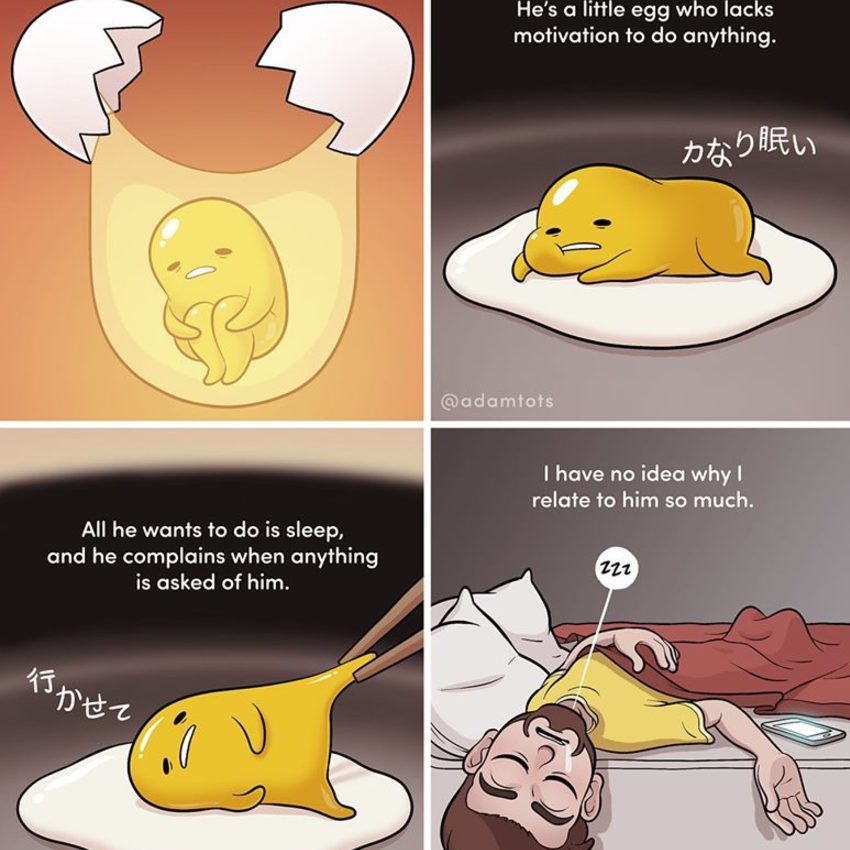 He's a little egg who lacks
motivation to do anything.
カなり眠い
@adamtots
All he wants to do is sleep,
and he complains when anything
is asked of him.
行かせて
I have no idea why I
relate to him so much.
zzz